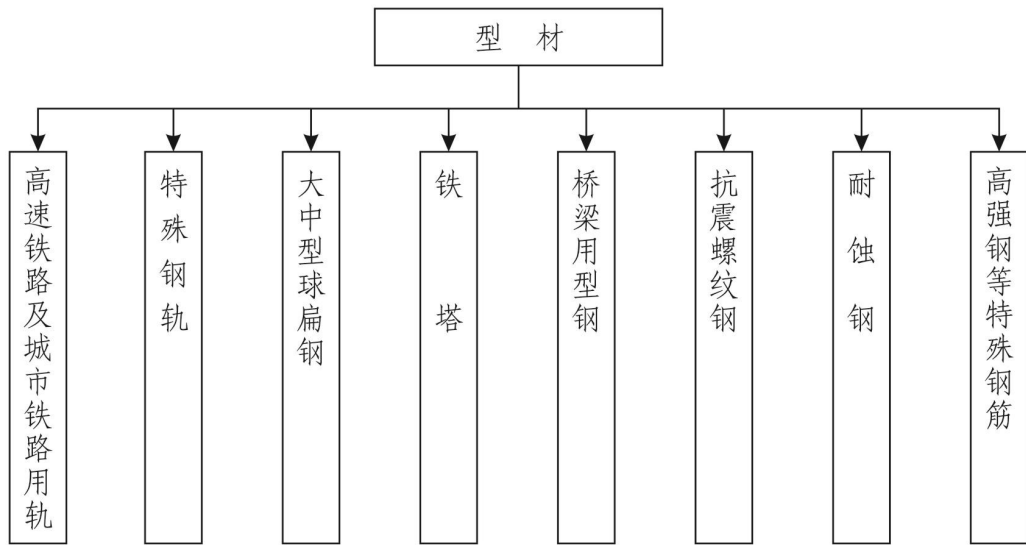 型材
高速铁路及城市铁路用轨
特殊钢轨
大中型球扁钢
铁塔
桥梁用型钢
抗震螺纹钢
耐蚀钢
高强钢等特殊钢筋